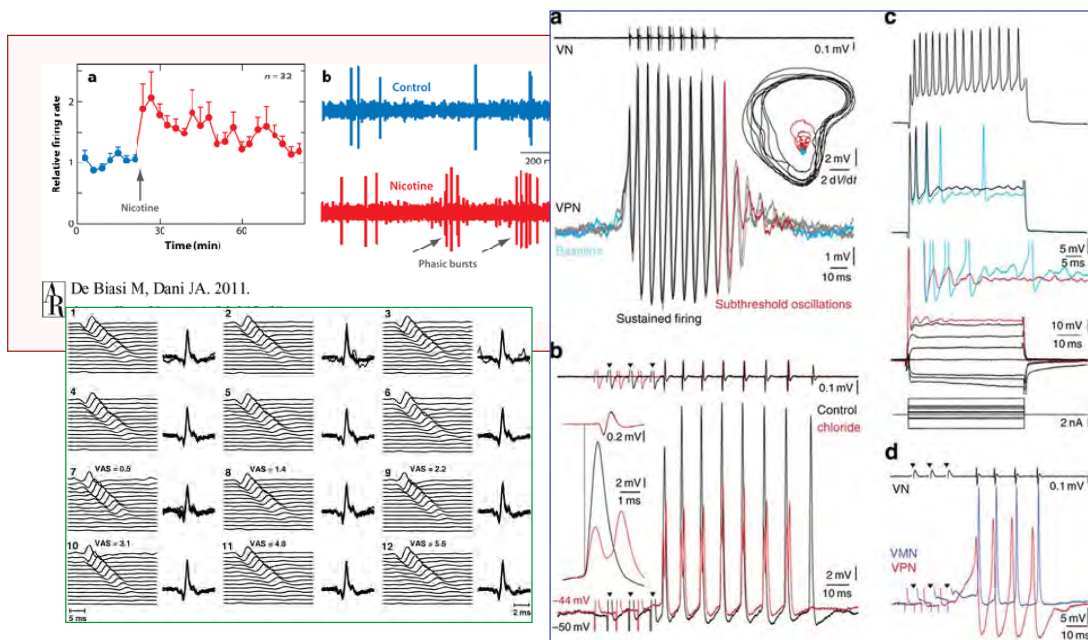 a
n = 32
Relative firing rate
2
1
0
30
60
Nicotine
Time (min)
b
Control
200 m
Nicotine
Phasic bursts
AR
De Biasi M, Dani JA. 2011.
1
2
3
4
5
6
7
VAS = 0.5
8
VAS = 1.4
9
VAS = 2.2
10
VAS = 3.1
11
VAS = 4.8
12
VAS = 5.6
5 ms
2 ms
a
VN
0.1 mV
2 mV
2 dV/dt
VPN
Baseline
1 mV
10 ms
Subthreshold oscillations
Sustained firing
b
0.1 mV
Control
chloride
0.2 mV
2 mV
1 ms
2 mV
10 ms
–44 mV
–50 mV
c
5 mV
5 ms
10 mV
10 ms
2 nA
d
VN
0.1 mV
VMN
VPN
5 mV
10 ms